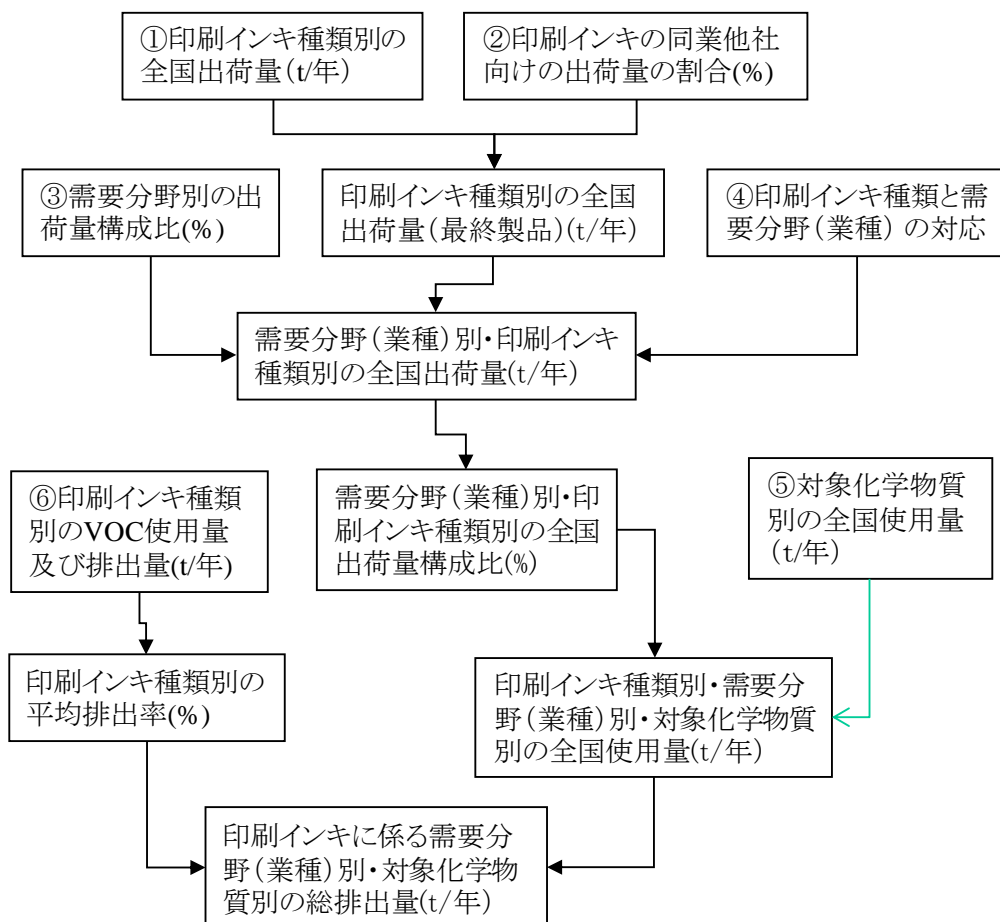 ①印刷インキ種類別の
全国出荷量(t/年)
②印刷インキの同業他社
向けの出荷量の割合(%)
③需要分野別の出
荷量構成比(%)
印刷インキ種類別の全国
出荷量(最終製品)(t/年)
④印刷インキ種類と需
要分野(業種) の対応
需要分野(業種)別・印刷インキ
種類別の全国出荷量(t/年)
⑥印刷インキ種類
別のVOC使用量
及び排出量(t/年)
需要分野(業種)別・印
刷インキ種類別の全国
出荷量構成比(%)
⑤対象化学物質
別の全国使用量
(t/年)
印刷インキ種類別の
平均排出率(%)
印刷インキ種類別・需要分
野(業種)別・対象化学物質
別の全国使用量(t/年)
印刷インキに係る需要分
野(業種)別・対象化学物
質別の総排出量(t/年)